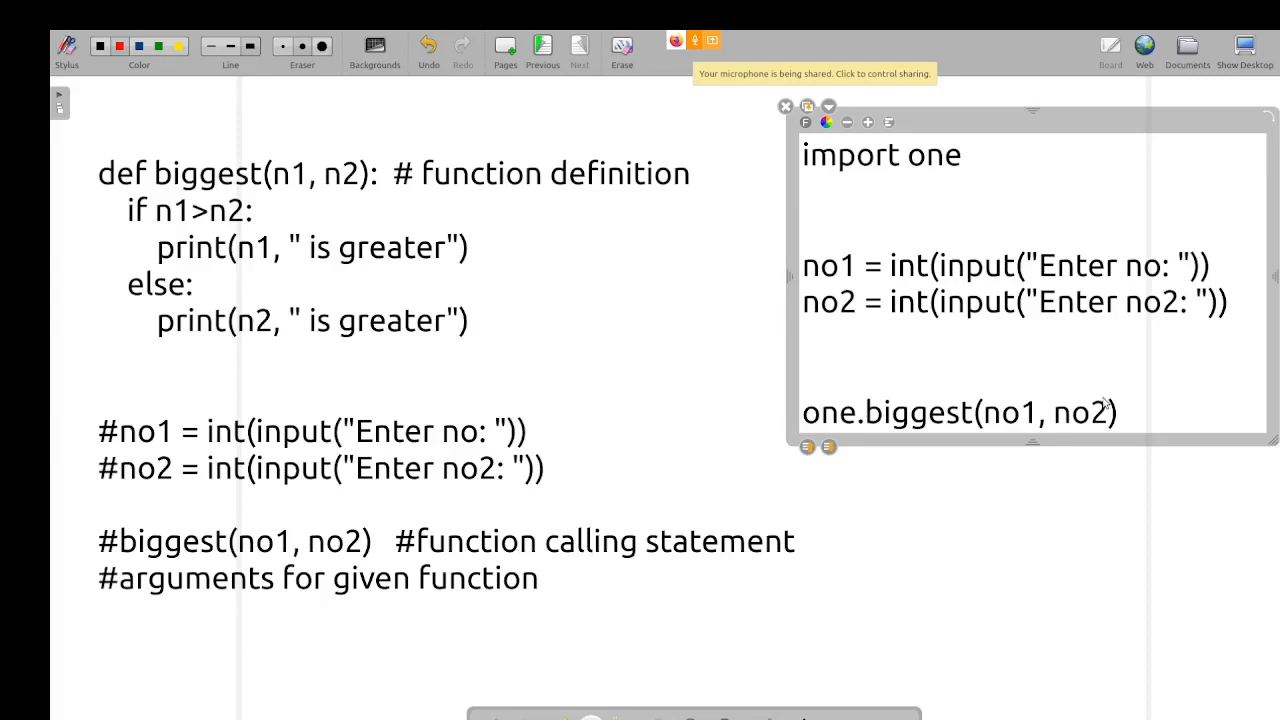 Stylus
Color
Line
Eraser
Backgrounds
Undo
Redo
Pages
Previous
Next
Erase
Board
Web
Documents
Show Desktop
Your microphone is being shared. Click to control sharing.
def biggest(n1, n2):  # function definition
    if n1>n2:
        print(n1, " is greater")
    else:
        print(n2, " is greater")
#no1 = int(input("Enter no: "))
#no2 = int(input("Enter no2: "))
#biggest(no1, no2)   #function calling statement
#arguments for given function
F
import one
no1 = int(input("Enter no: "))
no2 = int(input("Enter no2: "))
one.biggest(no1, no2)